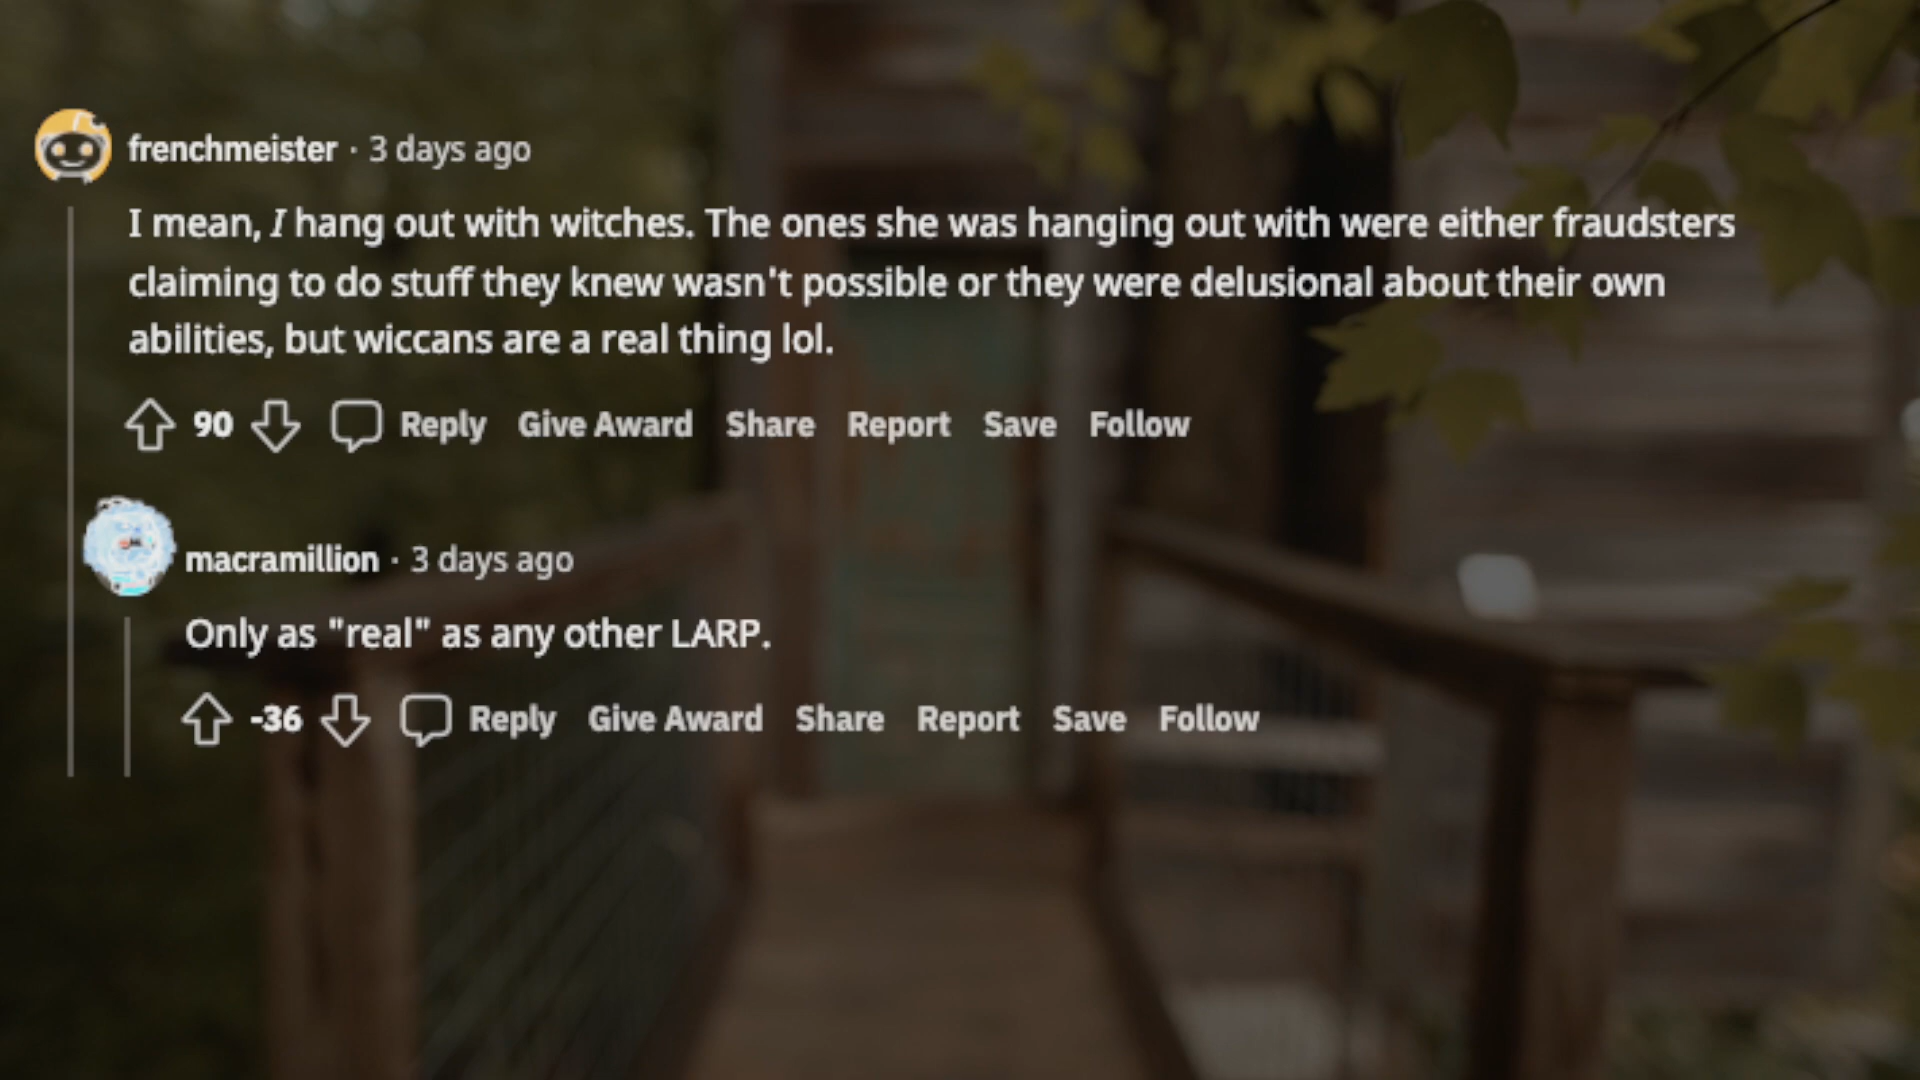 frenchmeister · 3 days ago
I mean, I hang out with witches. The ones she was hanging out with were either fraudsters
claiming to do stuff they knew wasn't possible or they were delusional about their own
abilities, but wiccans are a real thing lol.
90 Reply Give Award Share Report Save Follow
macramillion · 3 days ago
Only as "real" as any other LARP.
-36 Reply Give Award Share Report Save Follow